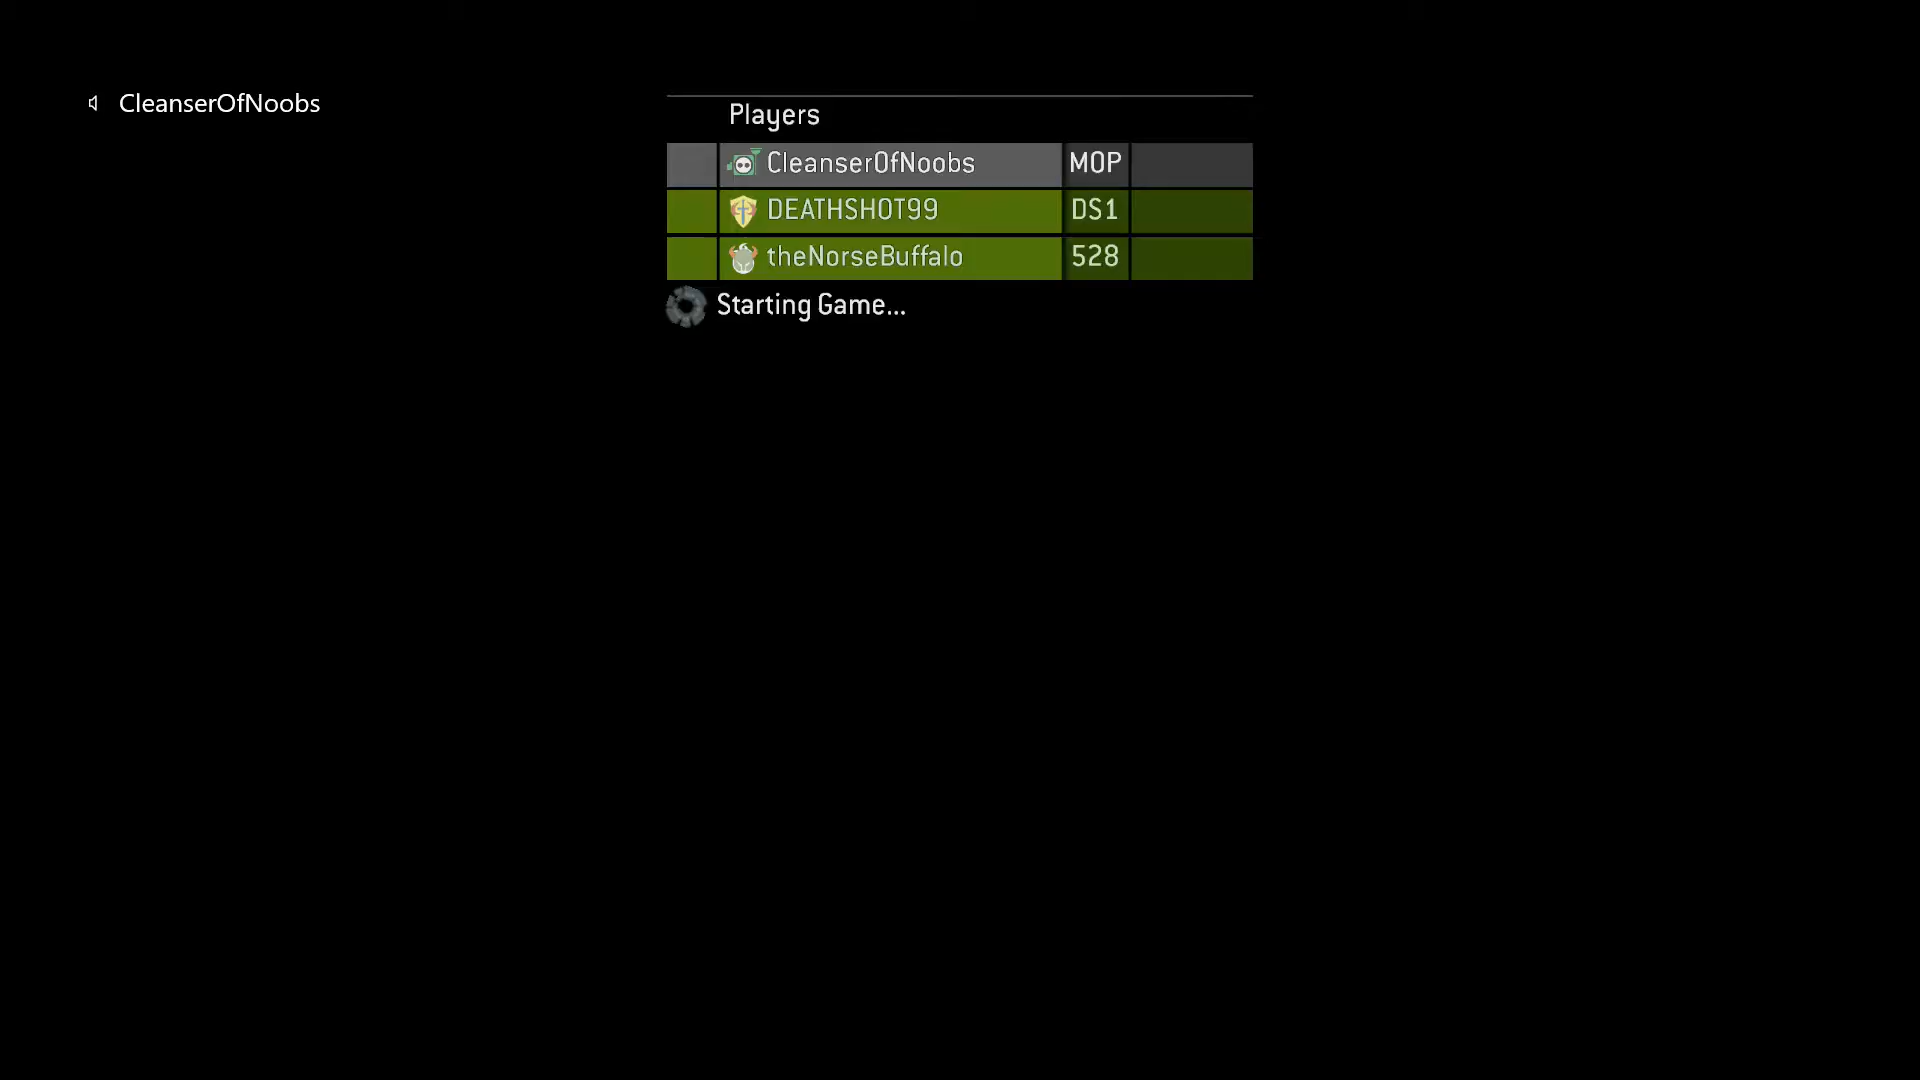 CleanserOfNoobs
Players
CleanserOfNoobs MOP
DEATHSHOT99 DS1
theNorseBuffalo 528
Starting Game...